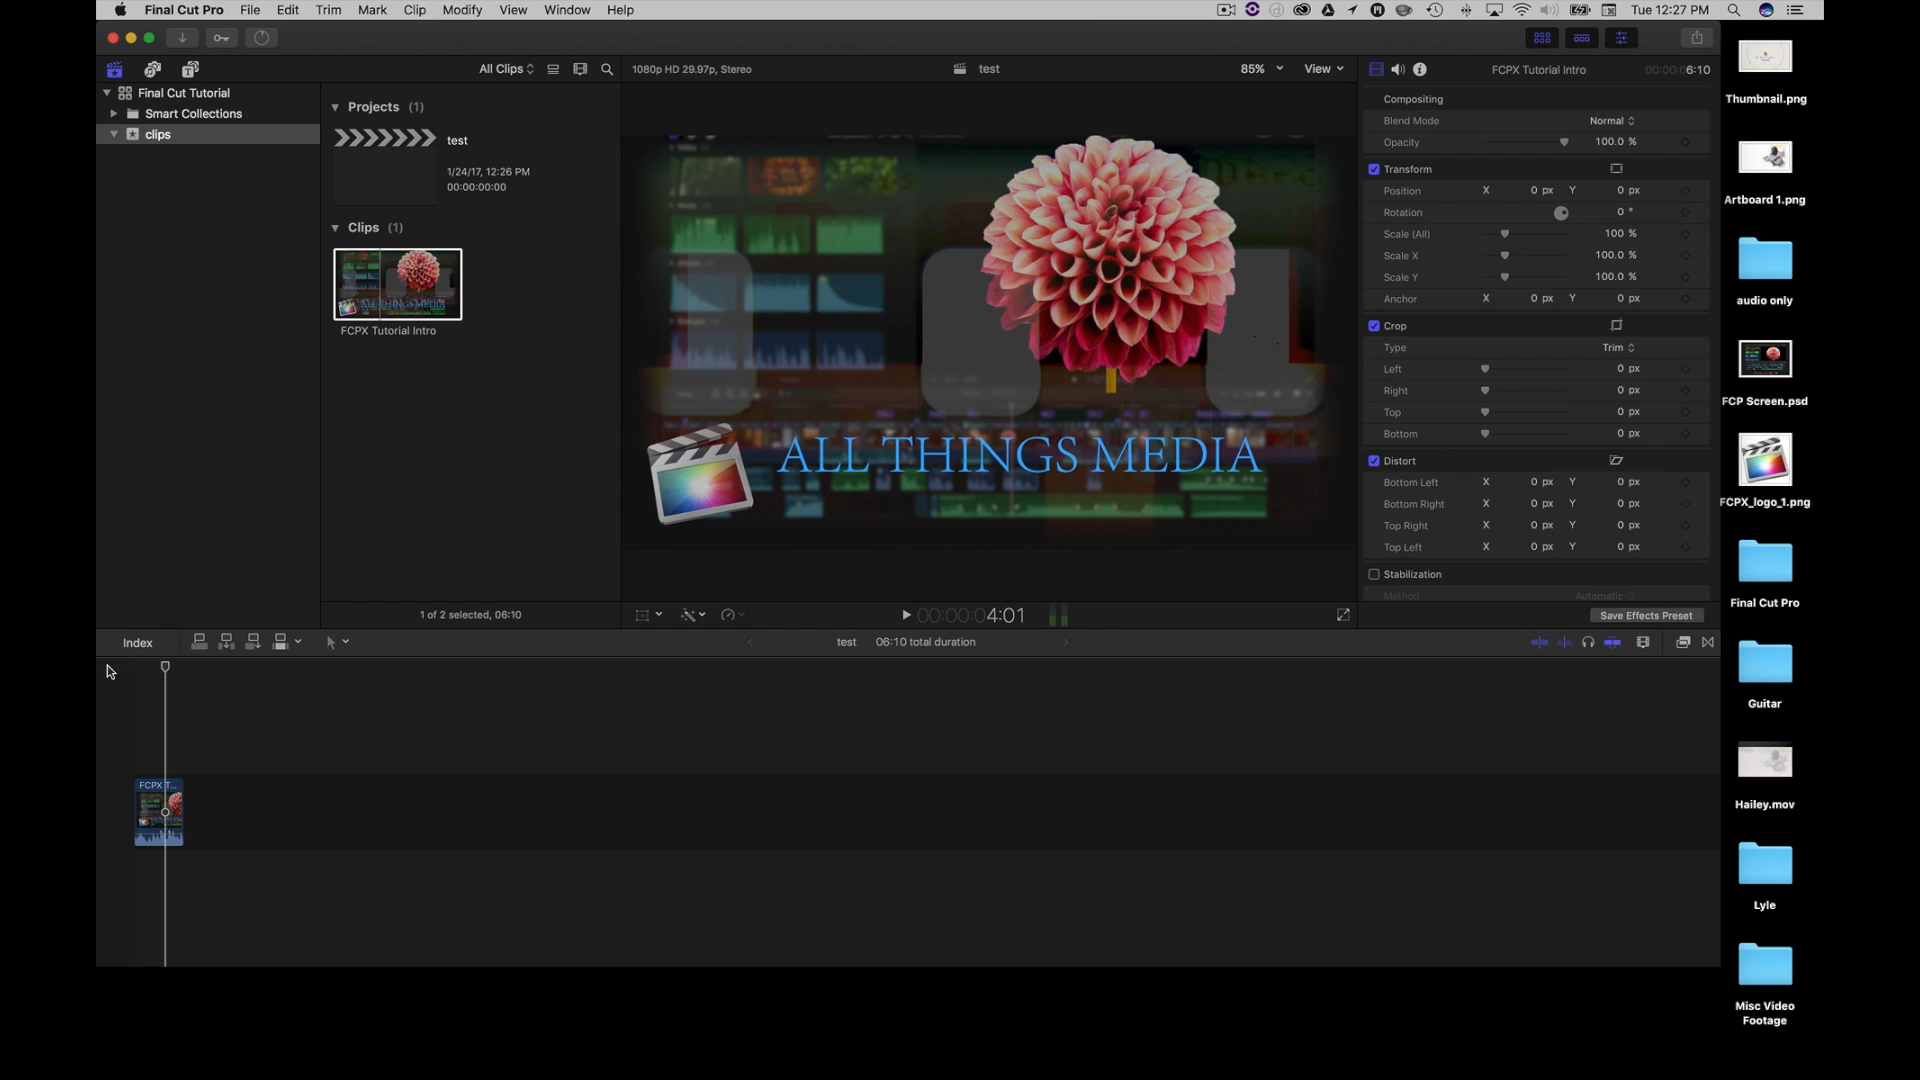 Final Cut Pro File Edit Trim Mark Clip Modify View Window Help
Tue 12:27 PM
All Clips
1080p HD 29.97p, Stereo
test
85%
View
FCPX Tutorial Intro
00:00:00:06:10
Final Cut Tutorial
Smart Collections
clips
Projects (1)
test
1/24/17, 12:26 PM
00:00:00:00
Clips (1)
FCPX Tutorial Intro
1 of 2 selected, 06:10
ALL THINGS MEDIA
00:00:00:04:01
Compositing
Blend Mode Normal
Opacity 100.0 %
Transform
Position X 0 px Y 0 px
Rotation 0 °
Scale (All) 100 %
Scale X 100.0 %
Scale Y 100.0 %
Anchor X 0 px Y 0 px
Crop
Type Trim
Left 0 px
Right 0 px
Top 0 px
Bottom 0 px
Distort
Bottom Left X 0 px Y 0 px
Bottom Right X 0 px Y 0 px
Top Right X 0 px Y 0 px
Top Left X 0 px Y 0 px
Stabilization
Method Automatic
Save Effects Preset
Index
test 06:10 total duration
FCPX T...
Thumbnail.png
Artboard 1.png
audio only
FCP Screen.psd
FCPX_logo_1.png
Final Cut Pro
Guitar
Hailey.mov
Lyle
Misc Video
Footage